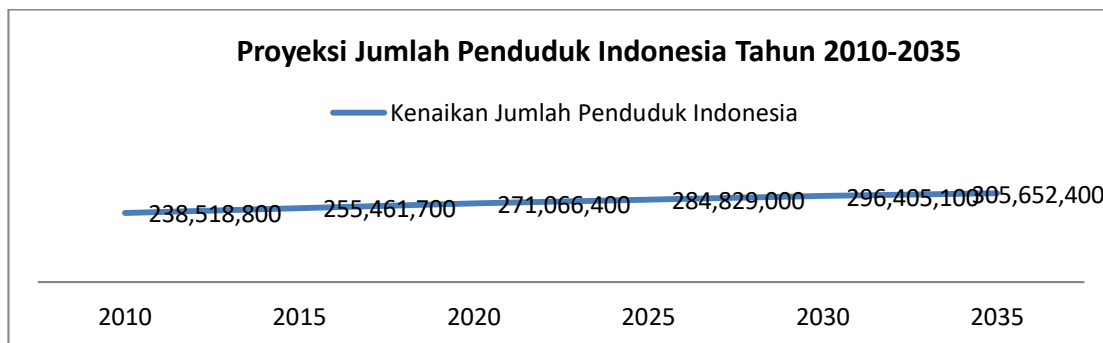 Proyeksi Jumlah Penduduk Indonesia Tahun 2010-2035
Kenaikan Jumlah Penduduk Indonesia
238,518,800 255,461,700 271,066,400 284,829,000 296,405,100 305,652,400
2010 2015 2020 2025 2030 2035